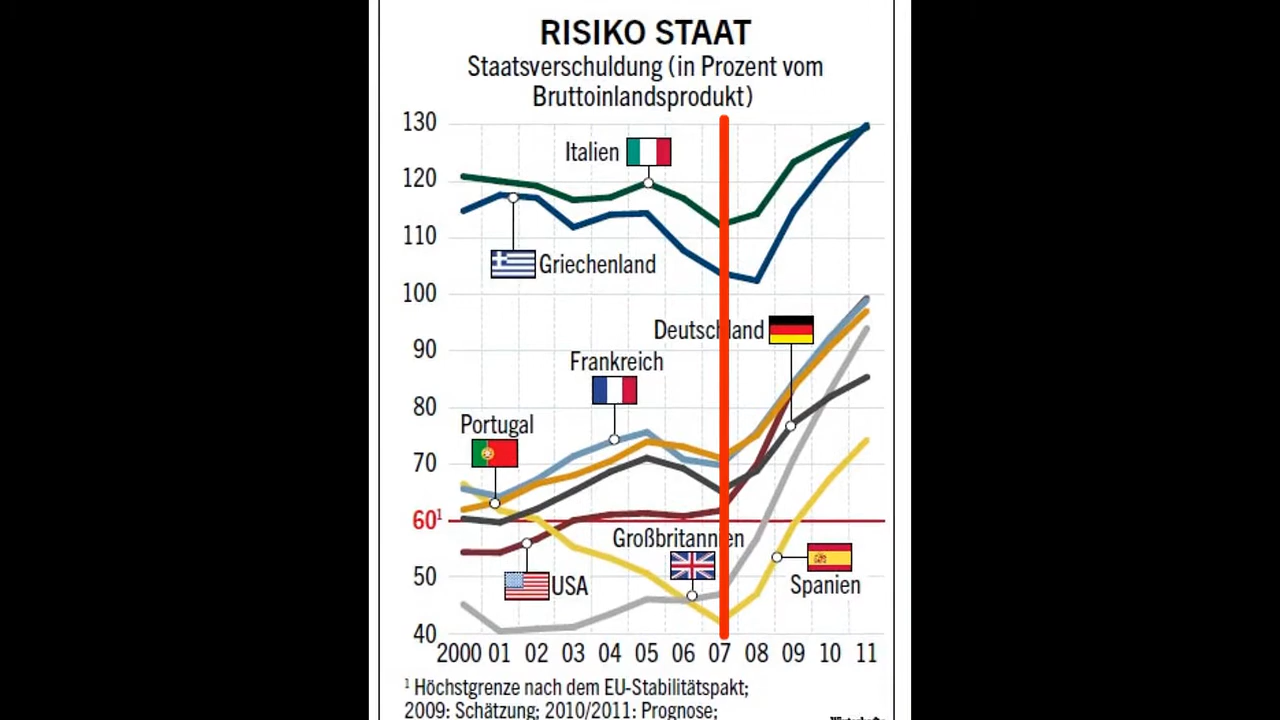 RISIKO STAAT
Staatsverschuldung (in Prozent vom
Bruttoinlandsprodukt)
130
Italien
120
110
Griechenland
100
Deutschland
90
Frankreich
80
Portugal
70
60¹
Großbritannien
50
USA
Spanien
40
2000 01 02 03 04 05 06 07 08 09 10 11
¹ Höchstgrenze nach dem EU-Stabilitätspakt;
2009: Schätzung; 2010/2011: Prognose;